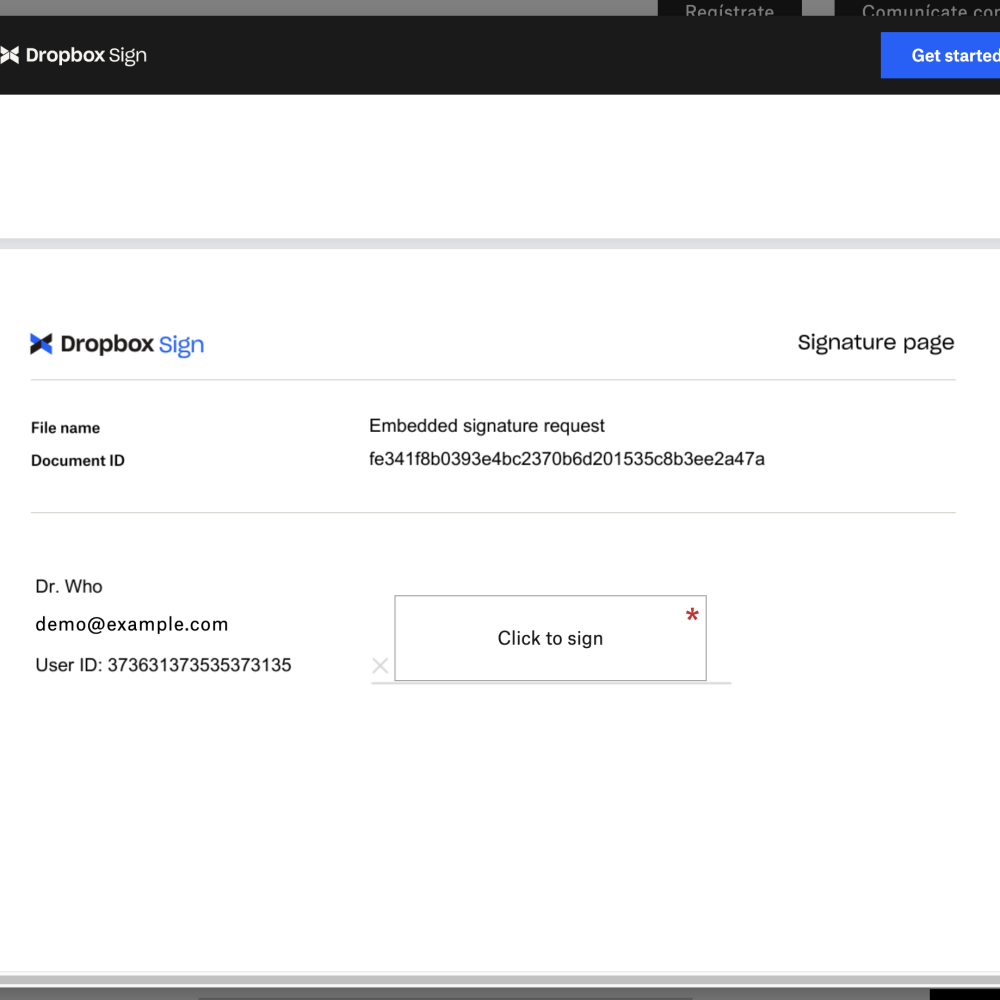 Regístrate
Comunícate con
Dropbox Sign
Get started
Dropbox Sign
Signature page
File name
Embedded signature request
Document ID
fe341f8b0393e4bc2370b6d201535c8b3ee2a47a
Dr. Who
demo@example.com
Click to sign
*
User ID: 373631373535373135